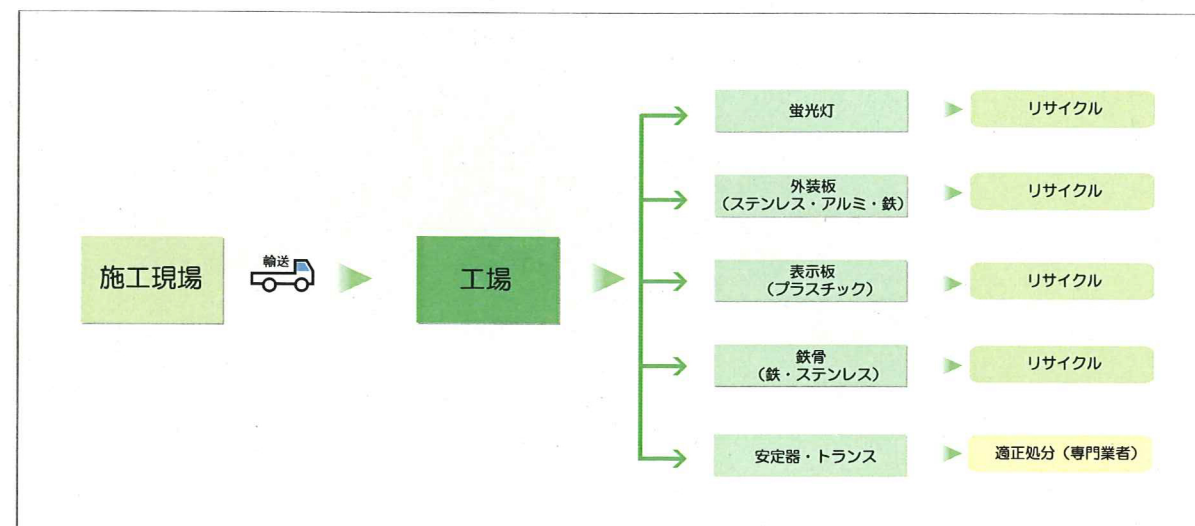 施工現場
輸送
工場
蛍光灯
リサイクル
外装板
（ステンレス・アルミ・鉄）
リサイクル
表示板
（プラスチック）
リサイクル
鉄骨
（鉄・ステンレス）
リサイクル
安定器・トランス
適正処分（専門業者）